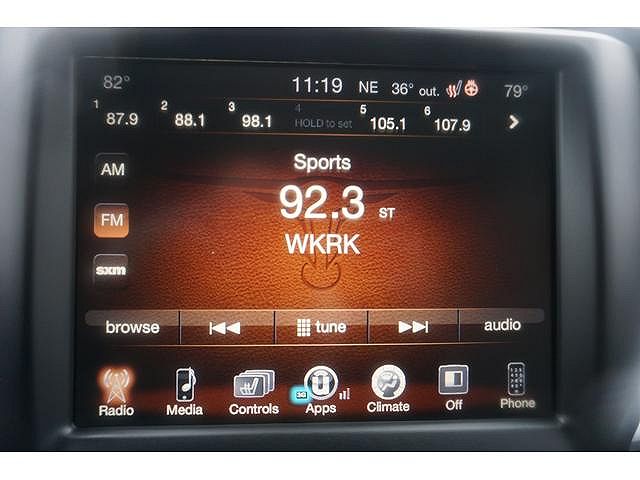 82° 11:19 NE 36° out. 79°
1 87.9 2 88.1 3 98.1 4 HOLD to set 5 105.1 6 107.9
AM
Sports
FM
92.3 ST
WKRK
sxm
browse tune audio
3G
Radio Media Controls Apps Climate Off Phone